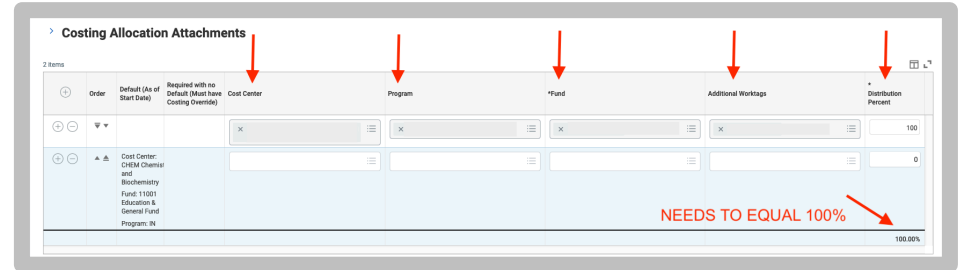 Costing Allocation Attachments
2 items
Order
Default (As of
Start Date)
Required with no
Default (Must have
Costing Override)
Cost Center
Program
*Fund
Additional Worktags
*
Distribution
Percent
100
Cost Center:
CHEM Chemist
and
Biochemistry
Fund: 11001
Education &
General Fund
Program: IN
0
NEEDS TO EQUAL 100%
100.00%